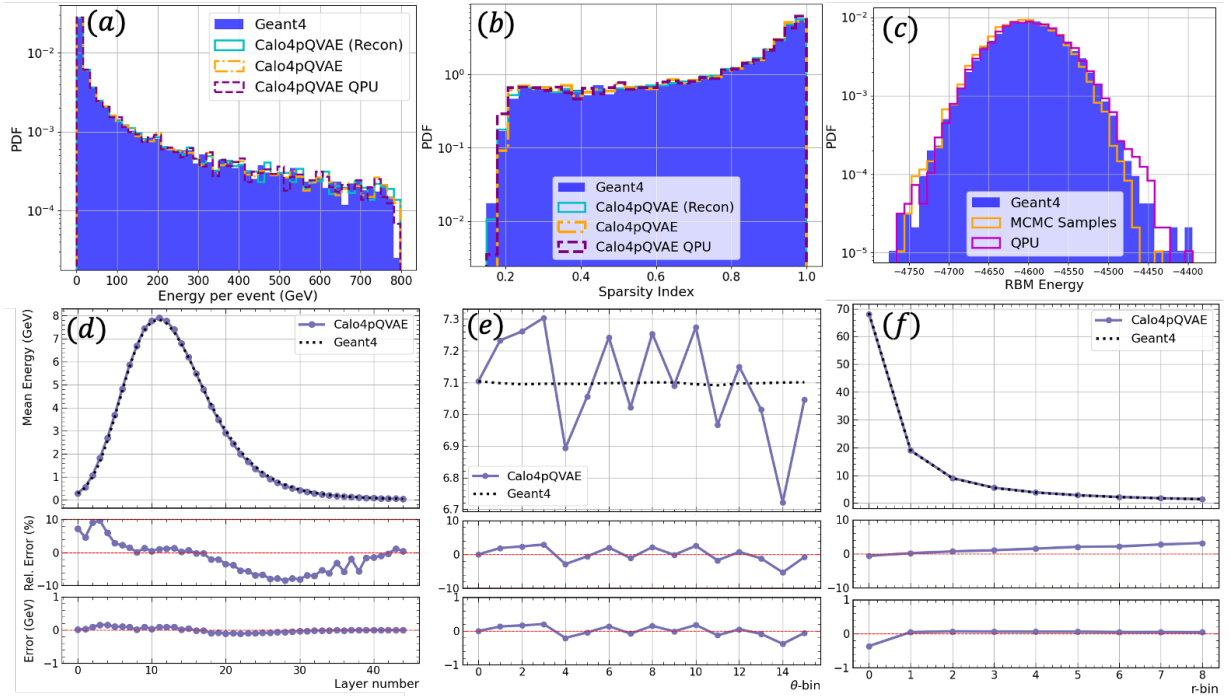 (a)
Geant4
Calo4pQVAE (Recon)
Calo4pQVAE
Calo4pQVAE QPU
PDF
10⁻²
10⁻³
10⁻⁴
0 100 200 300 400 500 600 700 800
Energy per event (GeV)
(b)
Geant4
Calo4pQVAE (Recon)
Calo4pQVAE
Calo4pQVAE QPU
PDF
10⁰
10⁻¹
10⁻²
0.2 0.4 0.6 0.8 1.0
Sparsity Index
(c)
Geant4
MCMC Samples
QPU
PDF
10⁻²
10⁻³
10⁻⁴
10⁻⁵
−4750 −4700 −4650 −4600 −4550 −4500 −4450 −4400
RBM Energy
(d)
Calo4pQVAE
Geant4
Mean Energy (GeV)
8
7
6
5
4
3
2
1
0
Rel. Error (%)
10
0
−10
Error (GeV)
1
0
−1
0 10 20 30 40
Layer number
(e)
Calo4pQVAE
Geant4
7.3
7.2
7.1
7.0
6.9
6.8
6.7
10
0
−10
1
0
−1
0 2 4 6 8 10 12 14
θ-bin
(f)
Calo4pQVAE
Geant4
70
60
50
40
30
20
10
0
10
0
−10
1
0
−1
0 1 2 3 4 5 6 7 8
r-bin